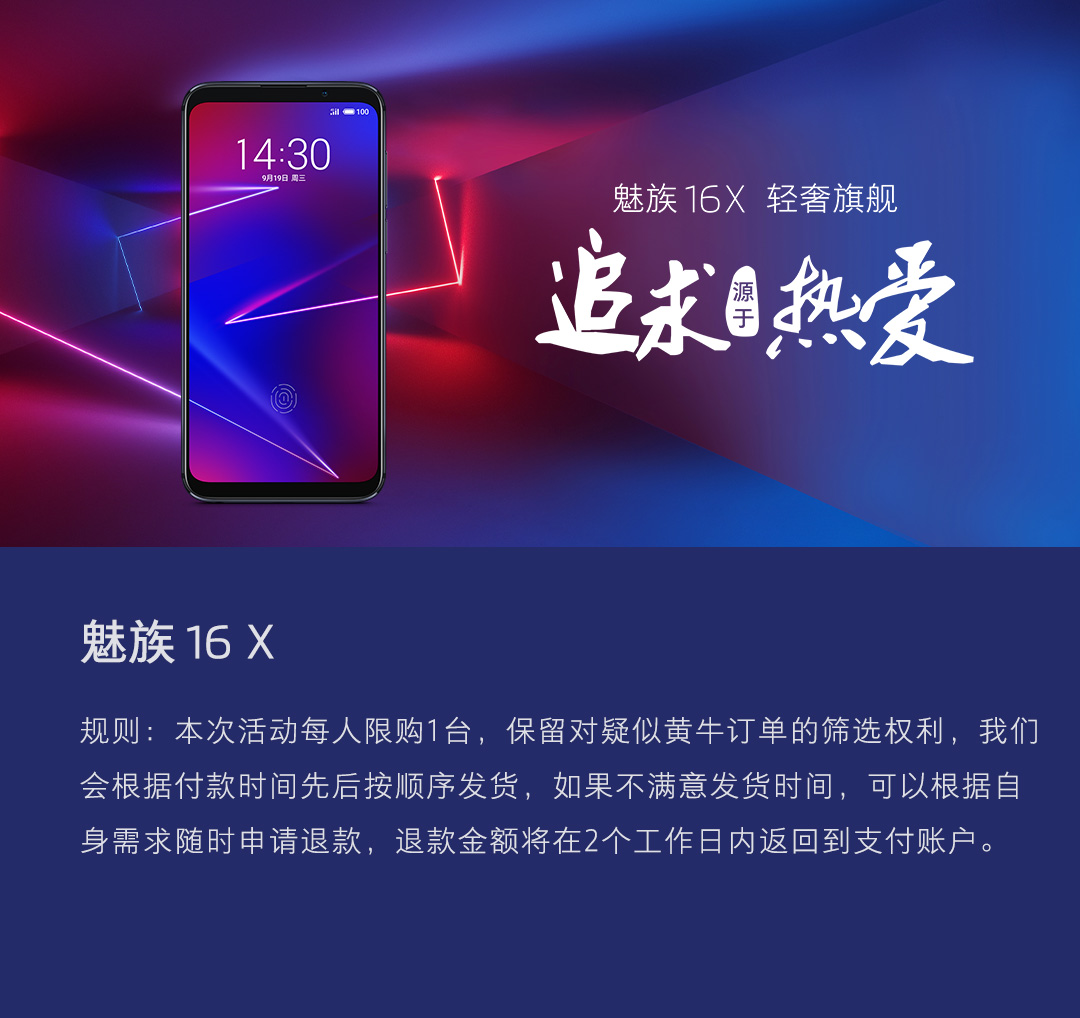 100
14:30
9月19日 周三
魅族 16 X 轻奢旗舰
追求源于热爱
魅族 16 X
规则：本次活动每人限购1台，保留对疑似黄牛订单的筛选权利，我们
会根据付款时间先后按顺序发货，如果不满意发货时间，可以根据自
身需求随时申请退款，退款金额将在2个工作日内返回到支付账户。